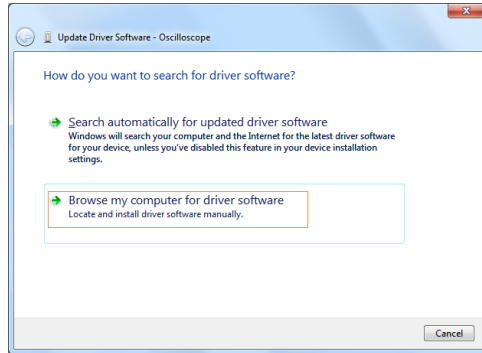 Update Driver Software - Oscilloscope
How do you want to search for driver software?
Search automatically for updated driver software
Windows will search your computer and the Internet for the latest driver software
for your device, unless you've disabled this feature in your device installation
settings.
Browse my computer for driver software
Locate and install driver software manually.
Cancel